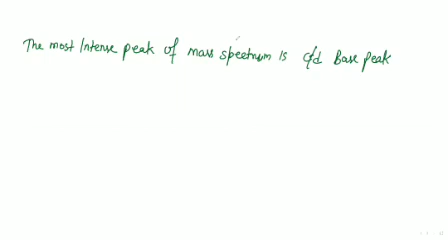 The most Intense peak of mass spectrum is c/d Base peak